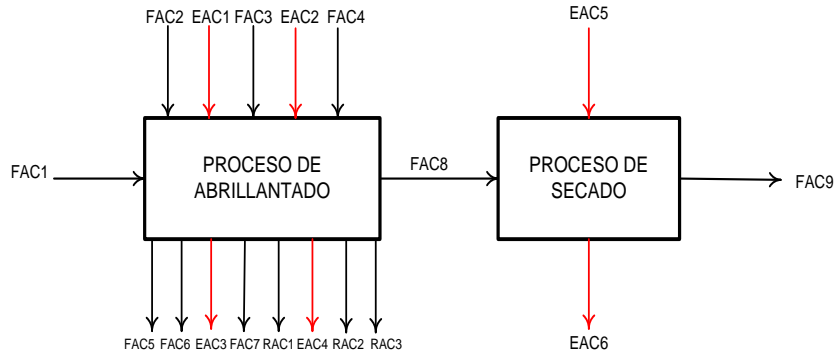 FAC2 EAC1 FAC3 EAC2 FAC4
EAC5
FAC1
PROCESO DE
ABRILLANTADO
FAC8
PROCESO DE
SECADO
FAC9
FAC5 FAC6 EAC3 FAC7 RAC1 EAC4 RAC2 RAC3
EAC6